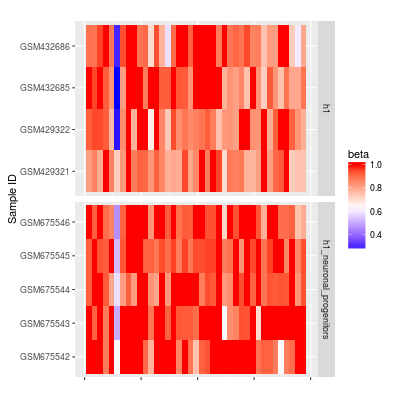 GSM432686
GSM432685
GSM429322
GSM429321
h1
GSM675546
GSM675545
GSM675544
GSM675543
GSM675542
h1_neuronal_progenitors
Sample ID
beta
1.0
0.8
0.6
0.4